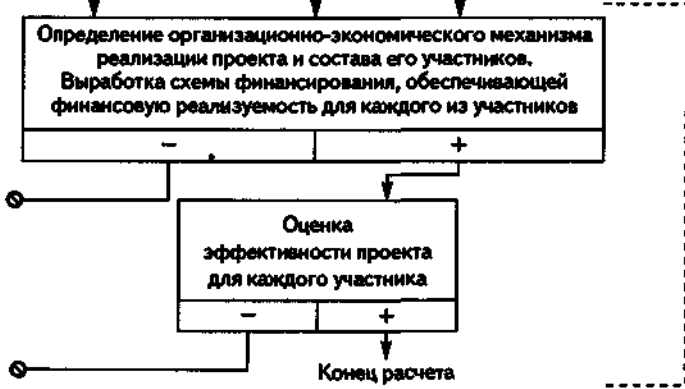 Определение организационно-экономического механизма
реализации проекта и состава его участников.
Выработка схемы финансирования, обеспечивающей
финансовую реализуемость для каждого из участников
− +
Оценка
эффективности проекта
для каждого участника
− +
Конец расчета